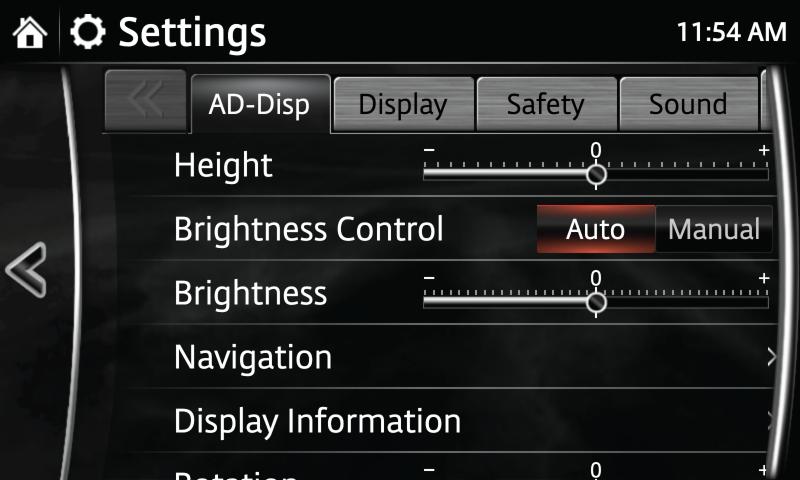 Settings 11:54 AM
AD-Disp Display Safety Sound
Height − 0 +
Brightness Control Auto Manual
Brightness − 0 +
Navigation
Display Information
Rotation − 0 +